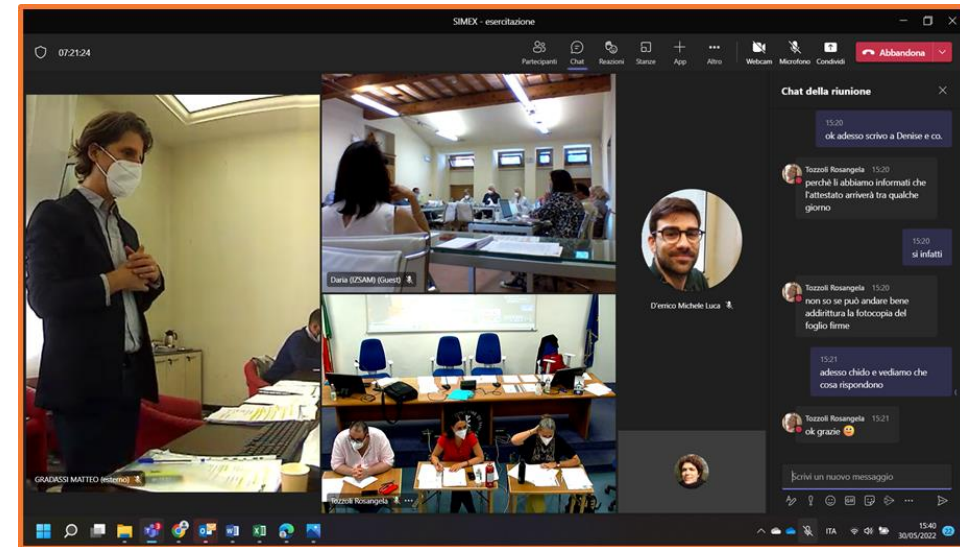 SIMEX - esercitazione
07:21:24
Partecipanti
Chat
Reazioni
Stanze
App
Altro
Webcam
Microfono
Condividi
Abbandona
GRADASSI MATTEO (esterno)
Daria (IZSAM) (Guest)
Tozzoli Rosangela
D'errico Michele Luca
Chat della riunione
15:20
ok adesso scrivo a Denise e co.
Tozzoli Rosangela 15:20
perchè li abbiamo informati che
l'attestato arriverà tra qualche
giorno
15:20
si infatti
Tozzoli Rosangela 15:20
non so se può andare bene
addirittura la fotocopia del
foglio firme
15:21
adesso chido e vediamo che
cosa rispondono
Tozzoli Rosangela 15:21
ok grazie 😀
Scrivi un nuovo messaggio
ITA
15:40
30/05/2022